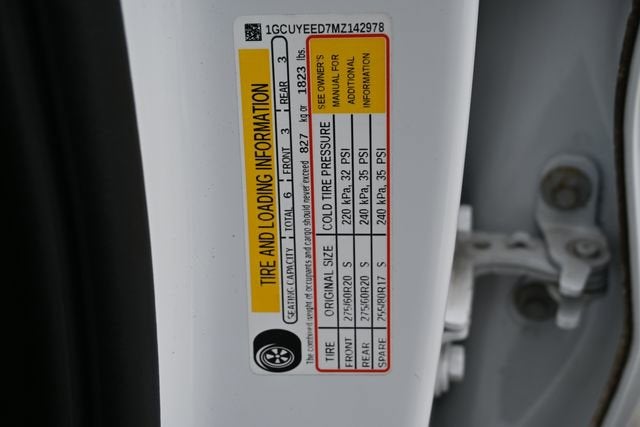 1GCUYEED7MZ142978
TIRE AND LOADING INFORMATION
SEATING CAPACITY TOTAL 6 FRONT 3 REAR 3
The combined weight of occupants and cargo should never exceed 827 kg or 1823 lbs.
TIRE ORIGINAL SIZE COLD TIRE PRESSURE
FRONT 275/60R20 S 220 kPa, 32 PSI
REAR 275/60R20 S 240 kPa, 35 PSI
SPARE 255/80R17 S 240 kPa, 35 PSI
SEE OWNER'S
MANUAL FOR
ADDITIONAL
INFORMATION